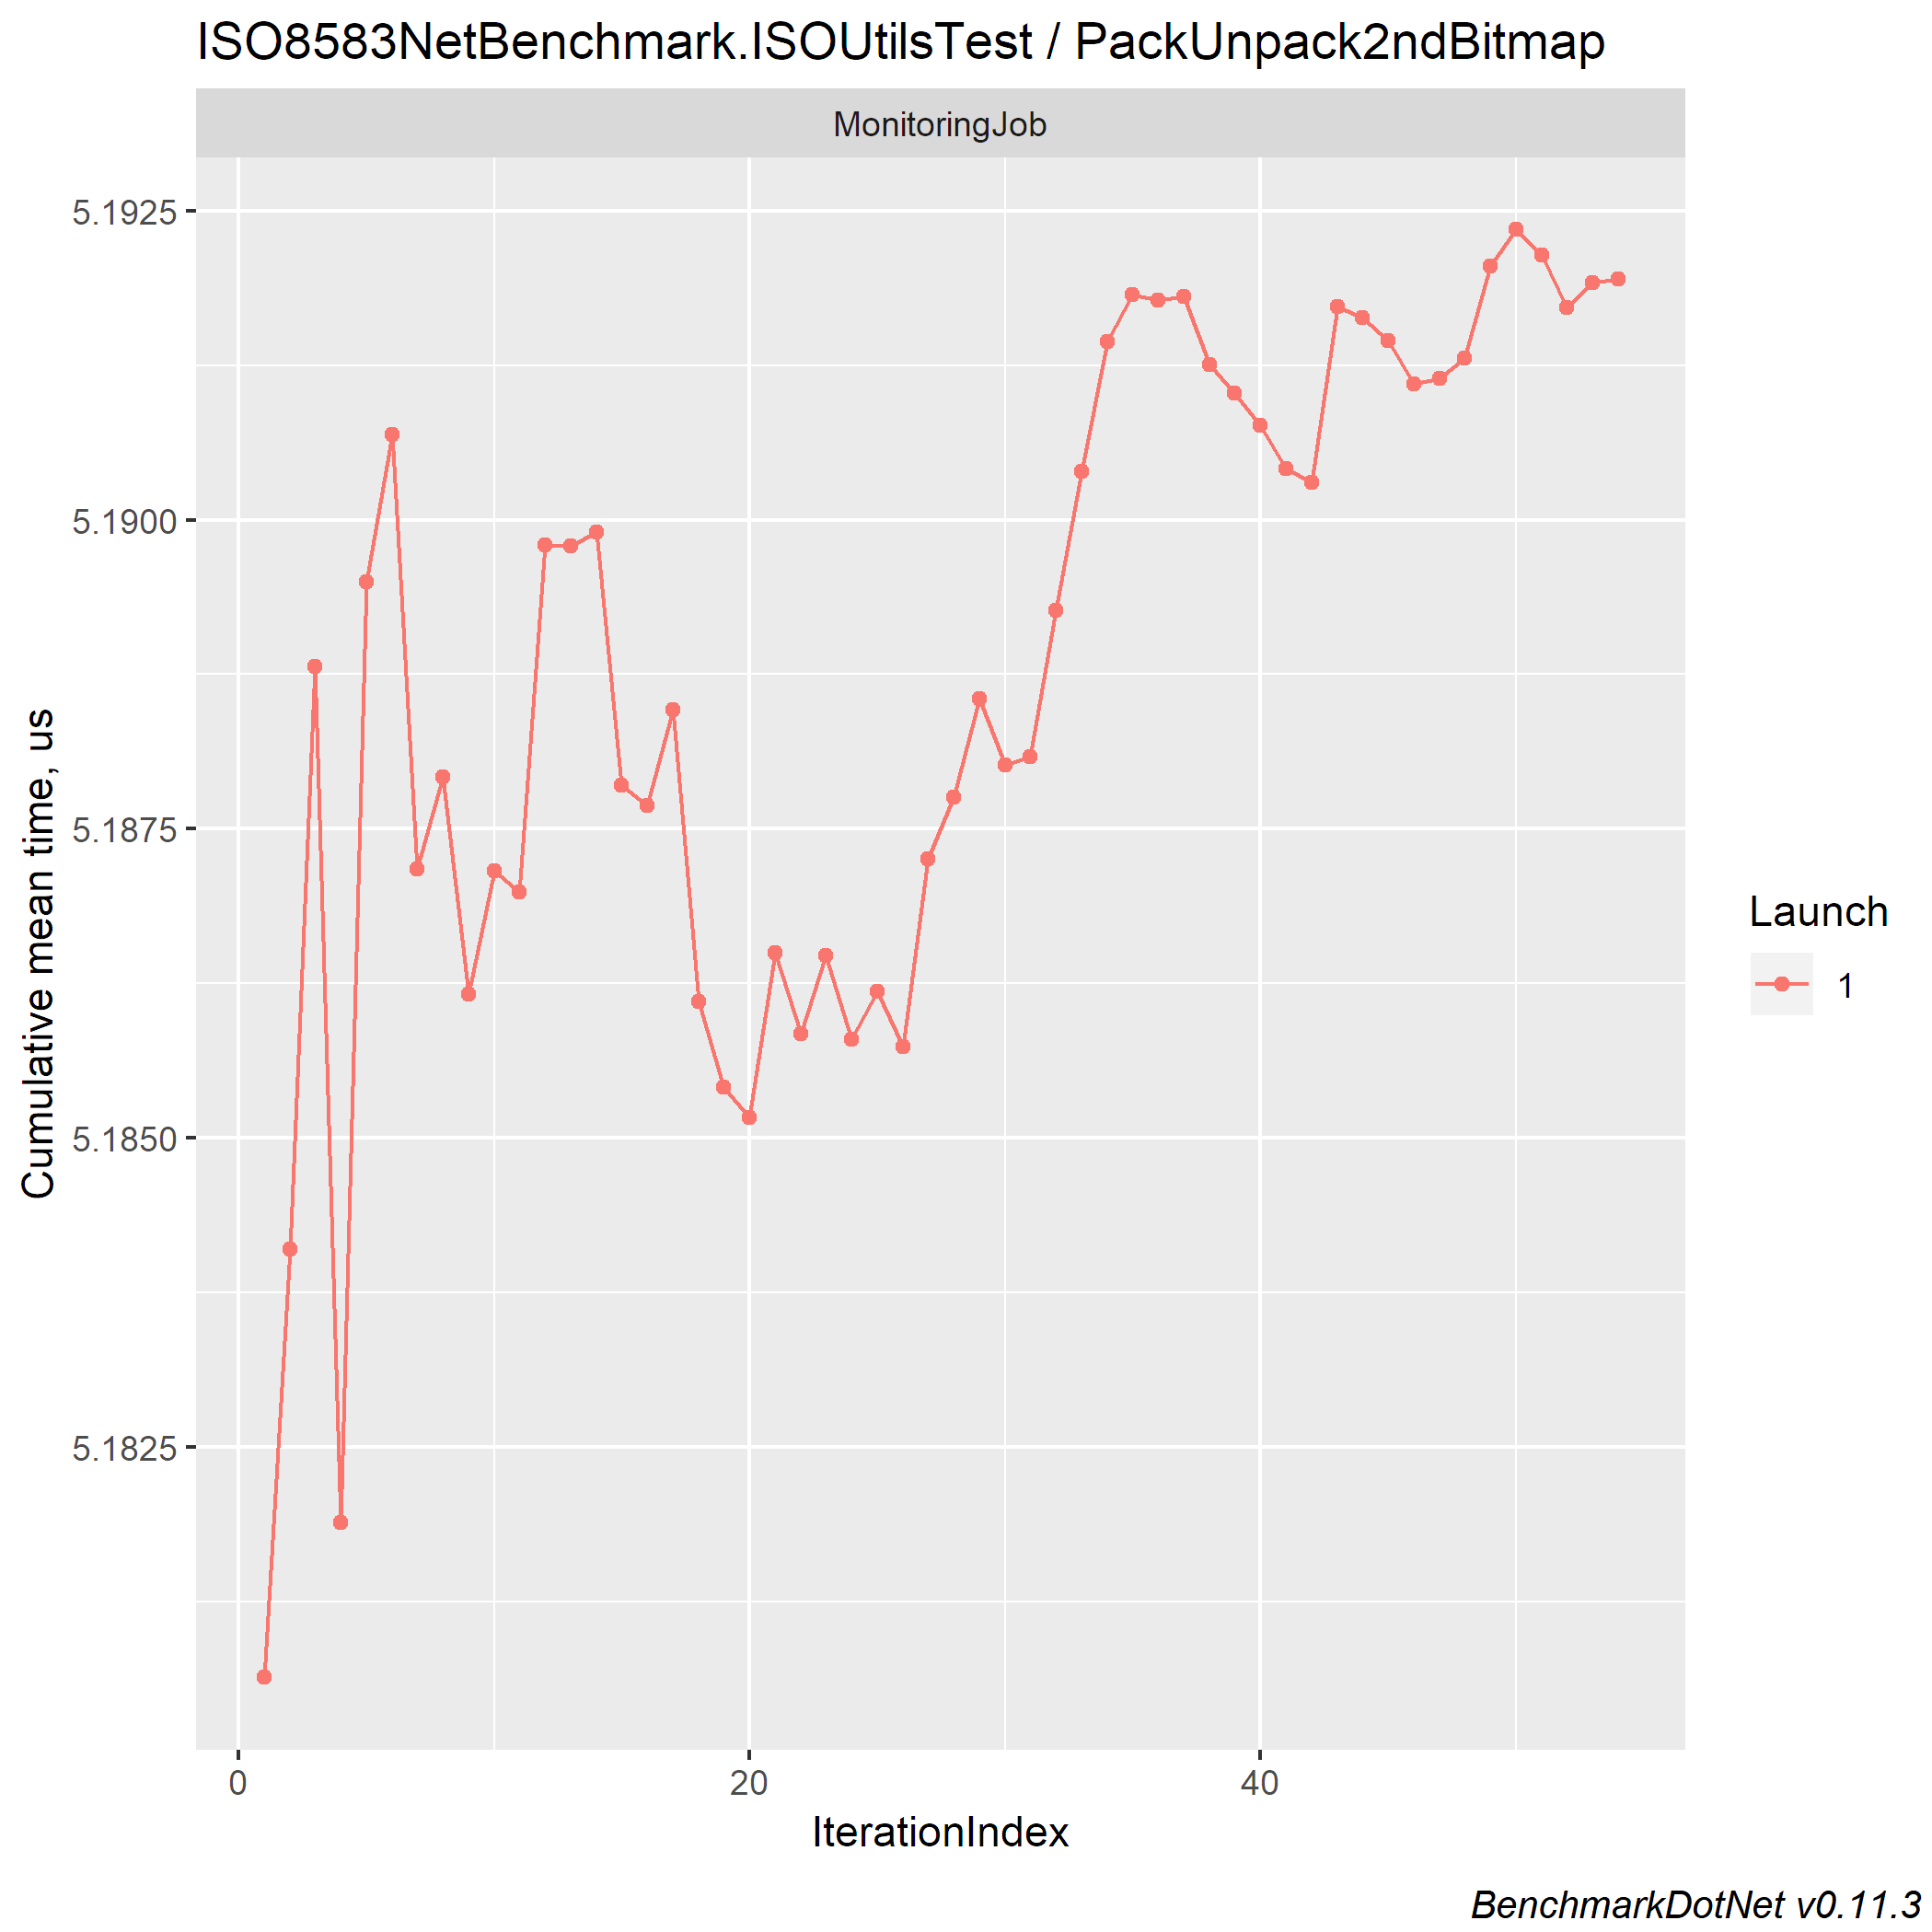 ISO8583NetBenchmark.ISOUtilsTest / PackUnpack2ndBitmap
MonitoringJob
Cumulative mean time, us
5.1925
5.1900
5.1875
5.1850
5.1825
0 20 40
IterationIndex
Launch
1
BenchmarkDotNet v0.11.3